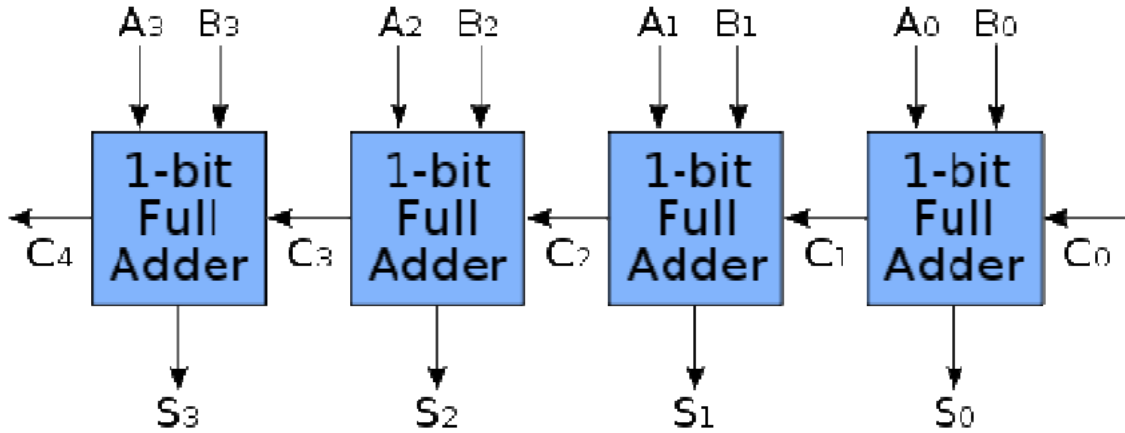 A3 B3 A2 B2 A1 B1 A0 B0
1-bit Full Adder
1-bit Full Adder
1-bit Full Adder
1-bit Full Adder
C4 C3 C2 C1 C0
S3 S2 S1 S0